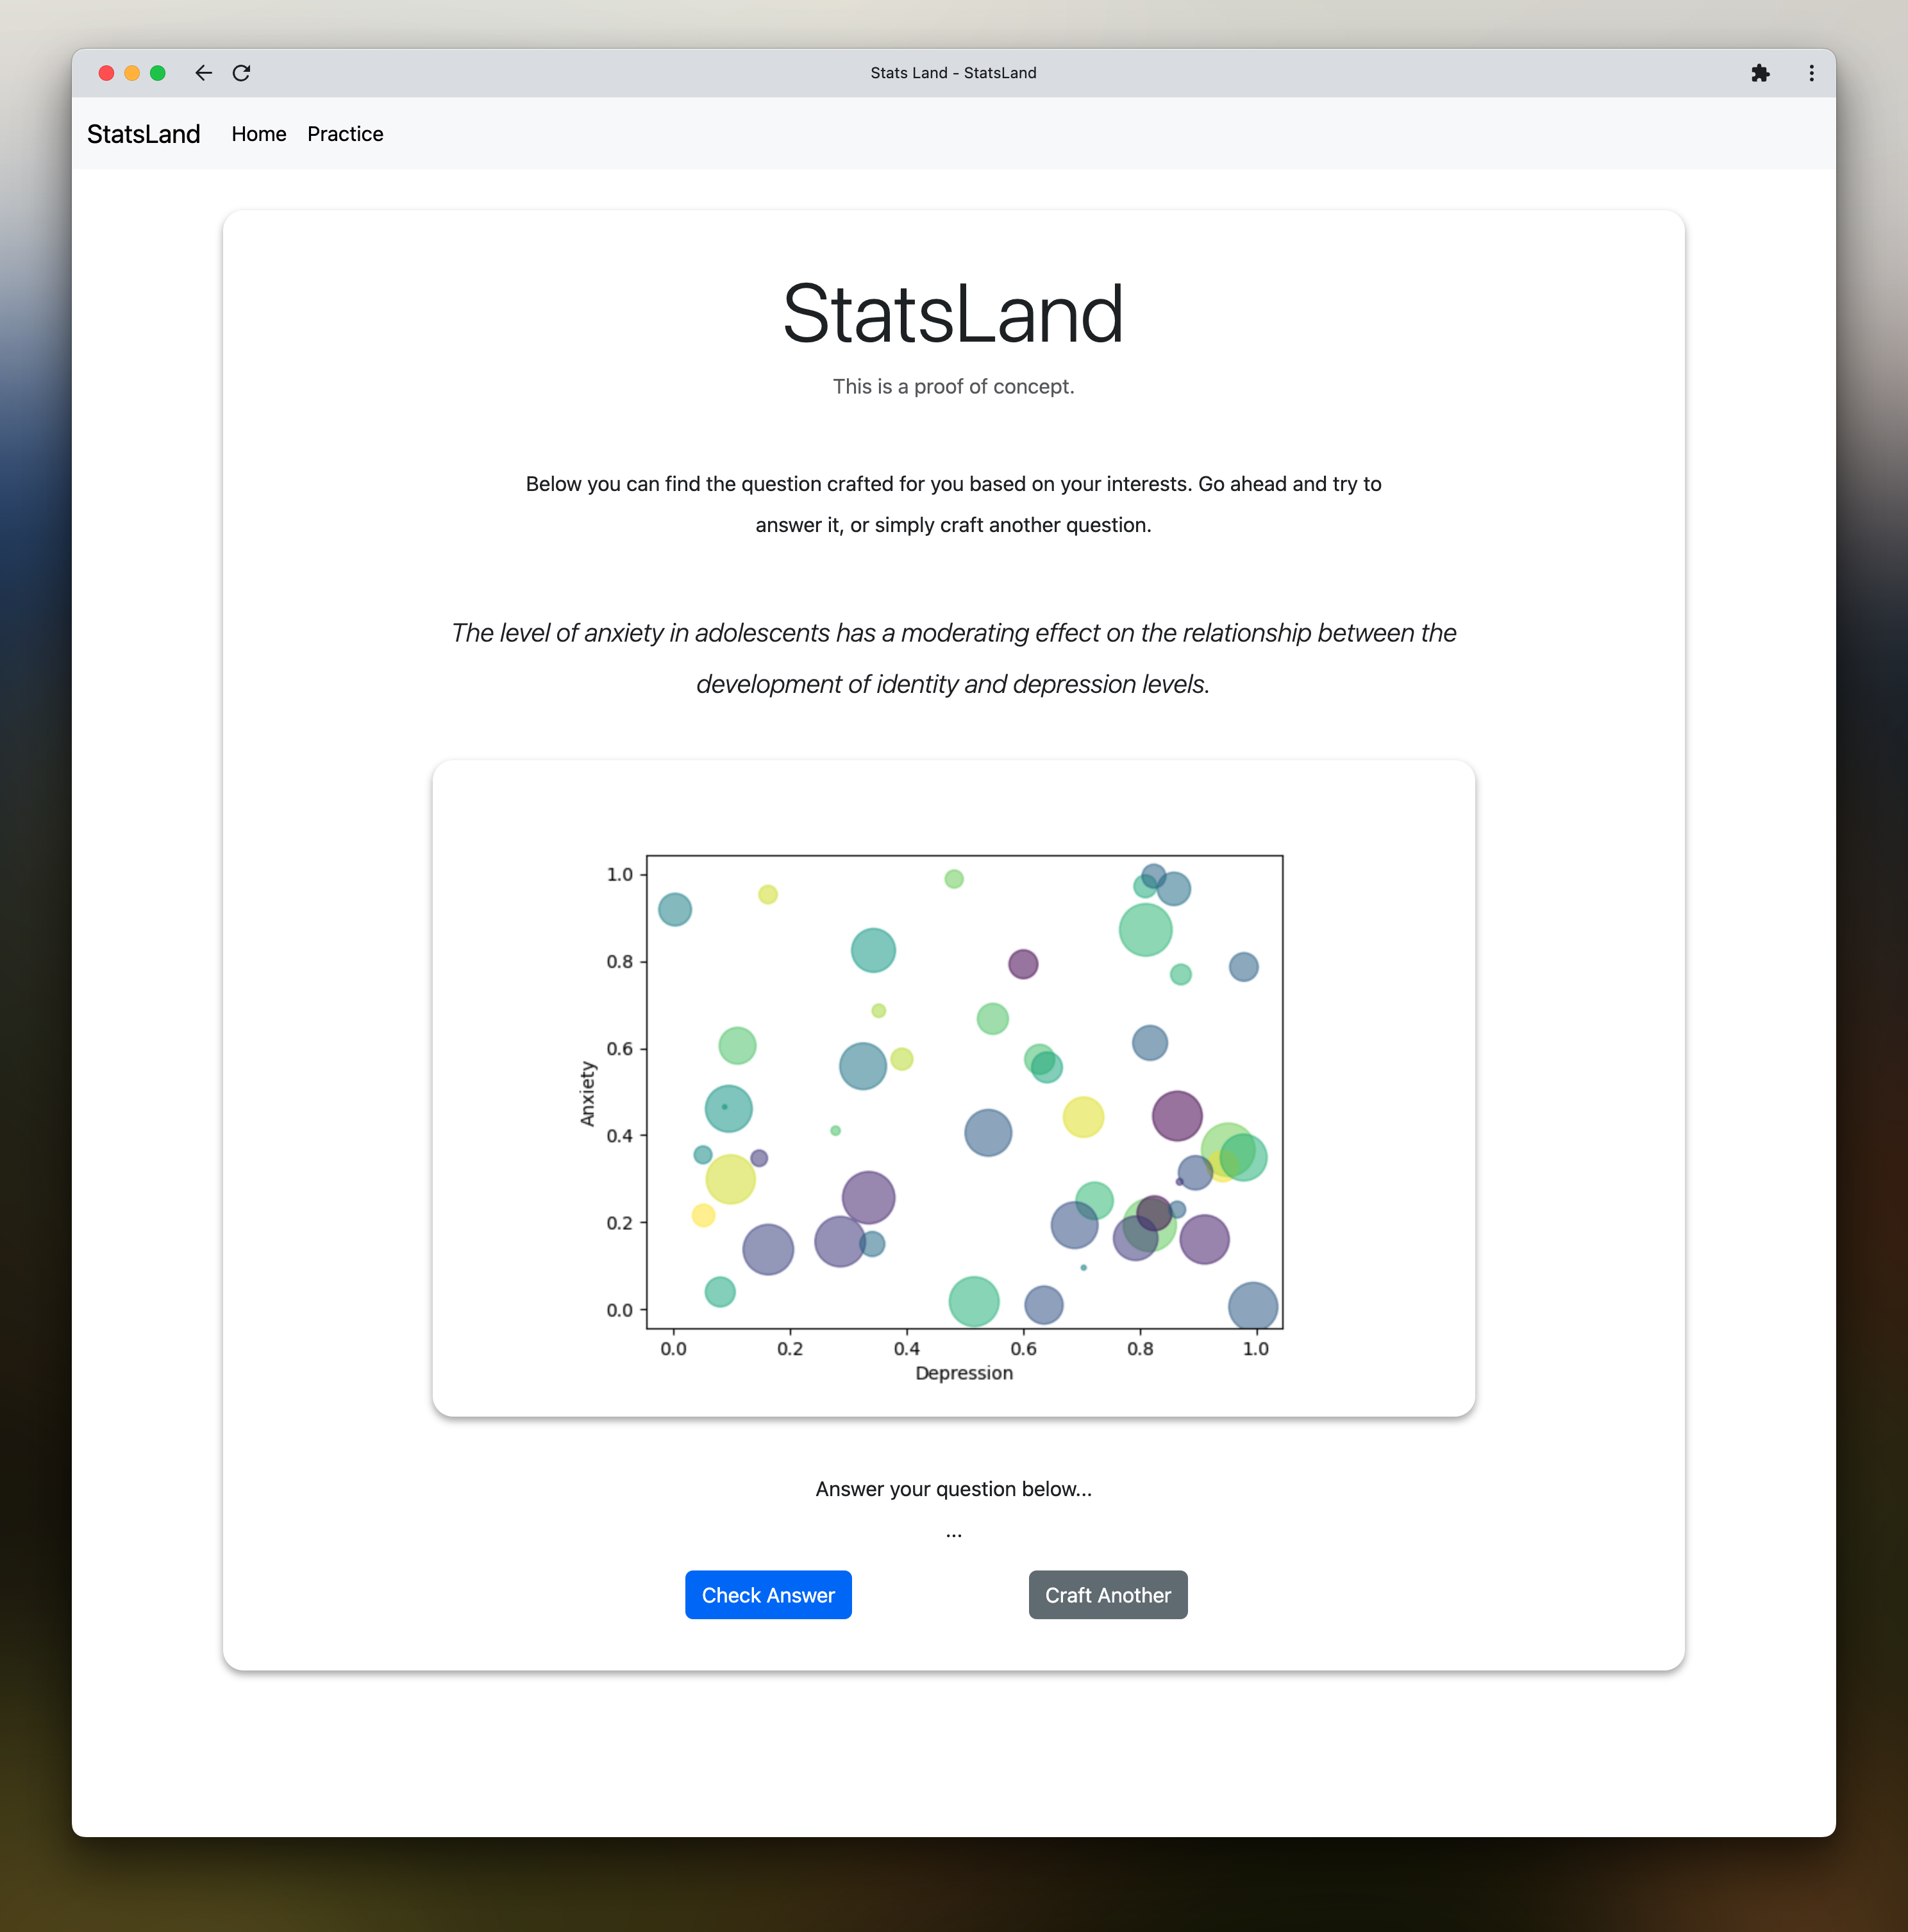 Stats Land - StatsLand
StatsLand Home Practice
StatsLand
This is a proof of concept.
Below you can find the question crafted for you based on your interests. Go ahead and try to
answer it, or simply craft another question.
The level of anxiety in adolescents has a moderating effect on the relationship between the
development of identity and depression levels.
1.0
0.8
0.6
0.4
0.2
0.0
Anxiety
0.0 0.2 0.4 0.6 0.8 1.0
Depression
Answer your question below...
...
Check Answer Craft Another